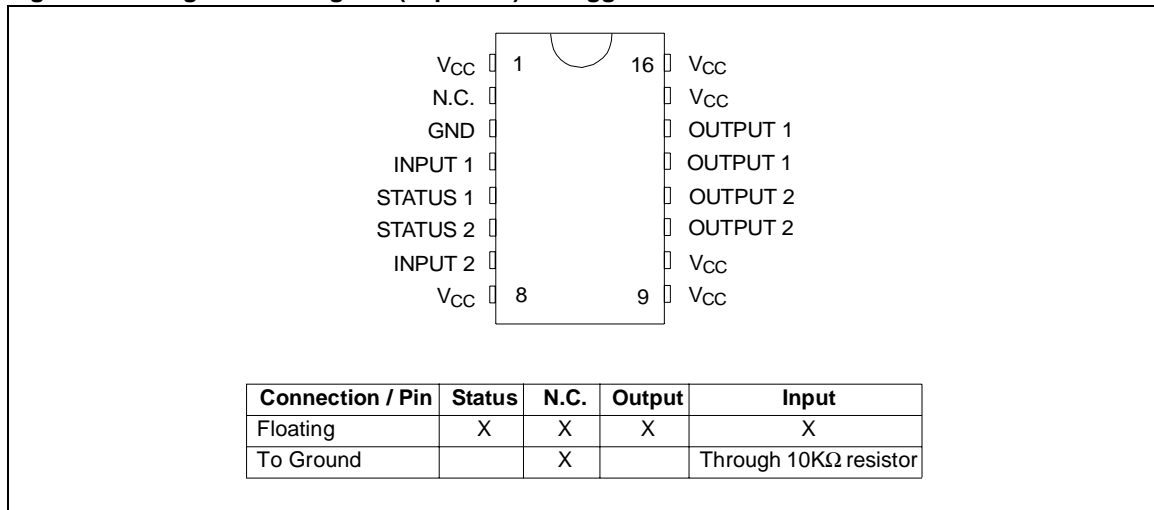 VCC 1 16 VCC
N.C. VCC
GND OUTPUT 1
INPUT 1 OUTPUT 1
STATUS 1 OUTPUT 2
STATUS 2 OUTPUT 2
INPUT 2 VCC
VCC 8 9 VCC
Connection / Pin Status N.C. Output Input
Floating X X X X
To Ground X Through 10KΩ resistor